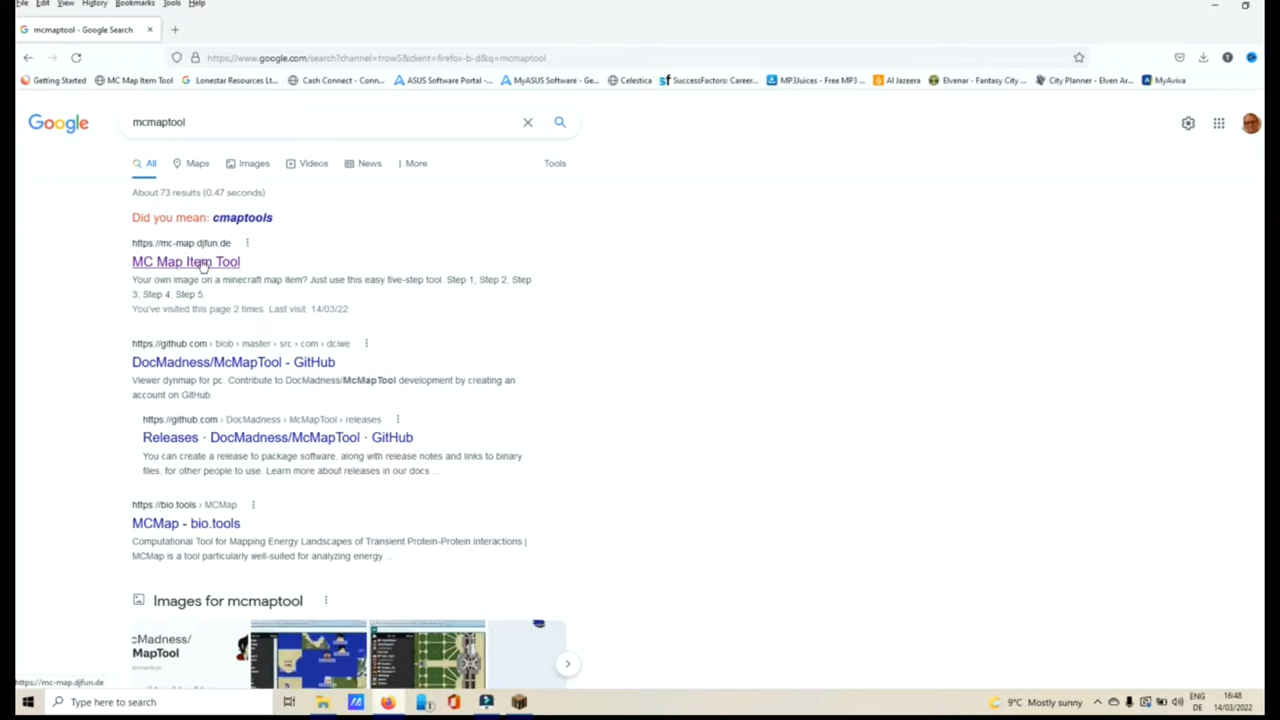 File Edit View History Bookmarks Tools Help
mcmaptool - Google Search
https://www.google.com/search?channel=trow5&client=firefox-b-d&q=mcmaptool
Getting Started MC Map Item Tool Lonestar Resources Lt... Cash Connect - Conn... ASUS Software Portal -... MyASUS Software - Ge... Celestica SuccessFactors: Career... MP3Juices - Free MP3 ... Al Jazeera Elvenar - Fantasy City ... City Planner - Elven Ar... MyAviva
Google mcmaptool
All Maps Images Videos News More Tools
About 73 results (0.47 seconds)
Did you mean: cmaptools
https://mc-map.djfun.de
MC Map Item Tool
Your own image on a minecraft map item? Just use this easy five-step tool. Step 1; Step 2; Step
3; Step 4; Step 5.
You've visited this page 2 times. Last visit: 14/03/22
https://github.com › blob › master › src › com › dciwe
DocMadness/McMapTool - GitHub
Viewer dynmap for pc. Contribute to DocMadness/McMapTool development by creating an
account on GitHub.
https://github.com › DocMadness › McMapTool › releases
Releases · DocMadness/McMapTool · GitHub
You can create a release to package software, along with release notes and links to binary
files, for other people to use. Learn more about releases in our docs ...
https://bio.tools › MCMap
MCMap - bio.tools
Computational Tool for Mapping Energy Landscapes of Transient Protein-Protein Interactions |
MCMap is a tool particularly well-suited for analyzing energy ...
Images for mcmaptool
cMadness/
MapTool
https://mc-map.djfun.de
Type here to search 9°C Mostly sunny ENG 16:48
DE 14/03/2022